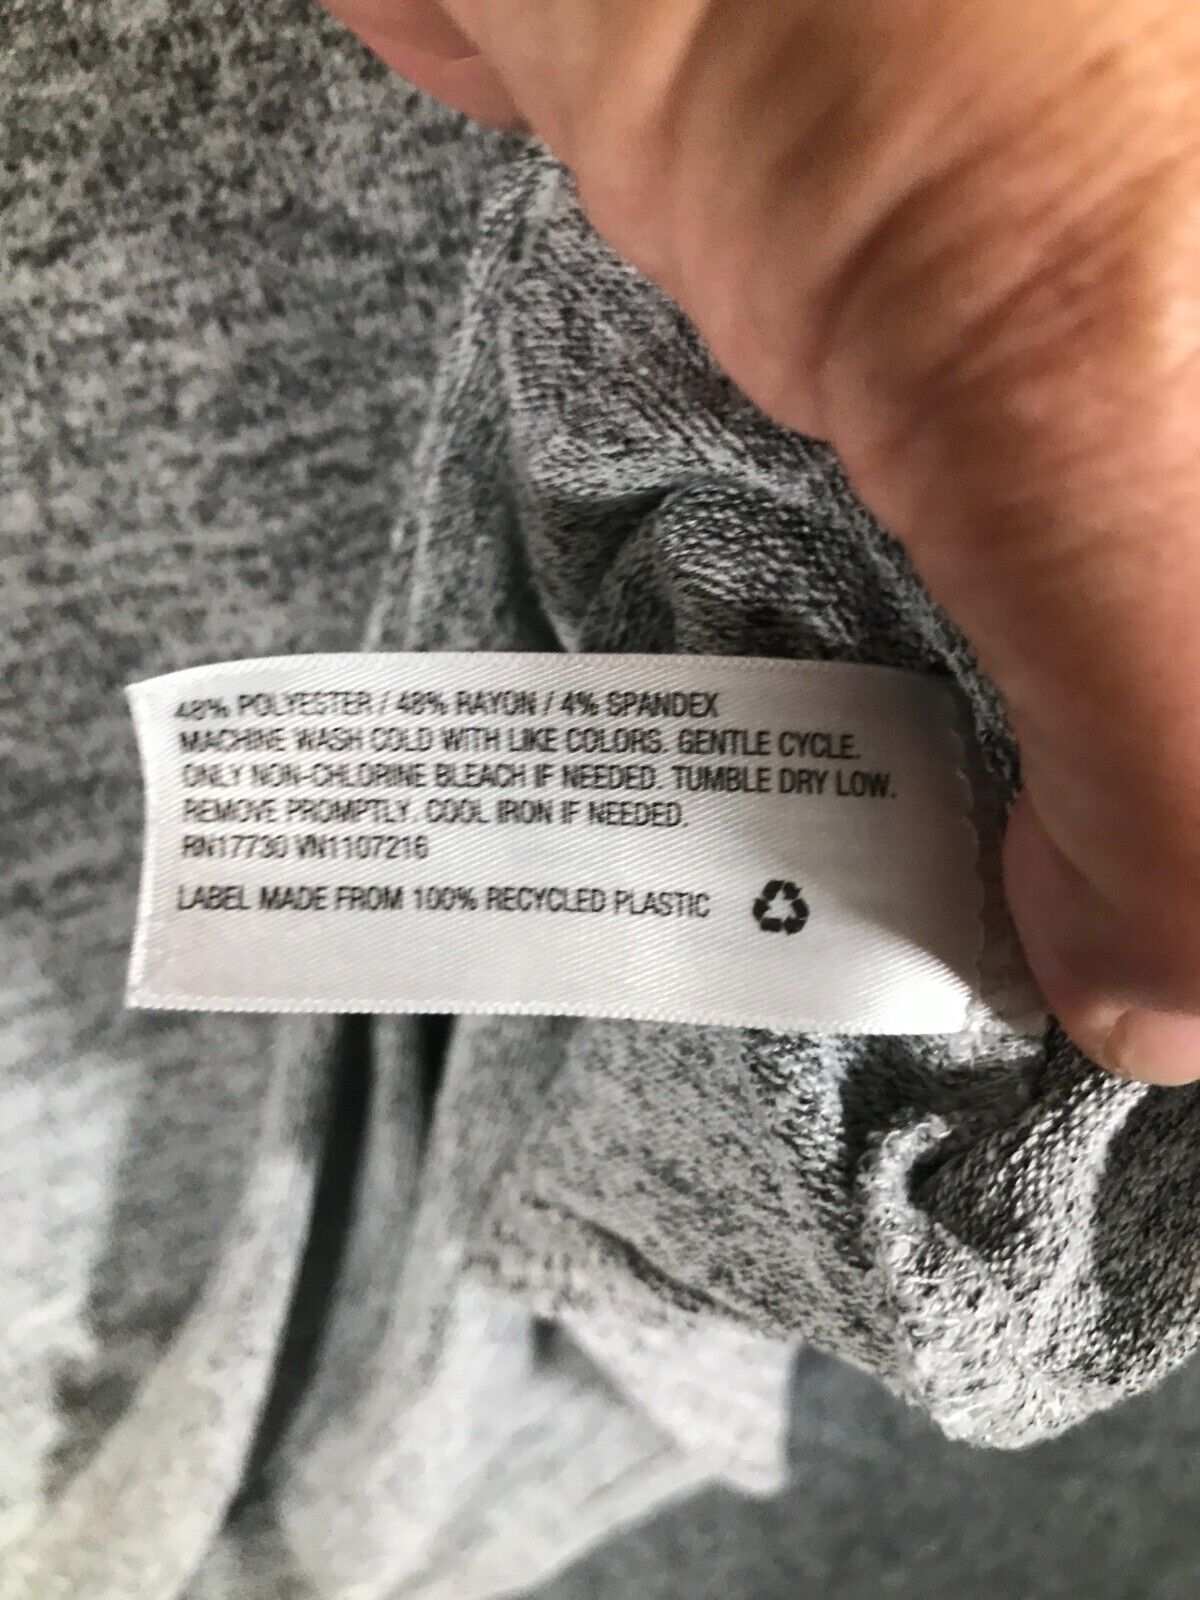 48% POLYESTER / 48% RAYON / 4% SPANDEX
MACHINE WASH COLD WITH LIKE COLORS. GENTLE CYCLE.
ONLY NON-CHLORINE BLEACH IF NEEDED. TUMBLE DRY LOW.
REMOVE PROMPTLY. COOL IRON IF NEEDED.
RN17730 VN1107216
LABEL MADE FROM 100% RECYCLED PLASTIC